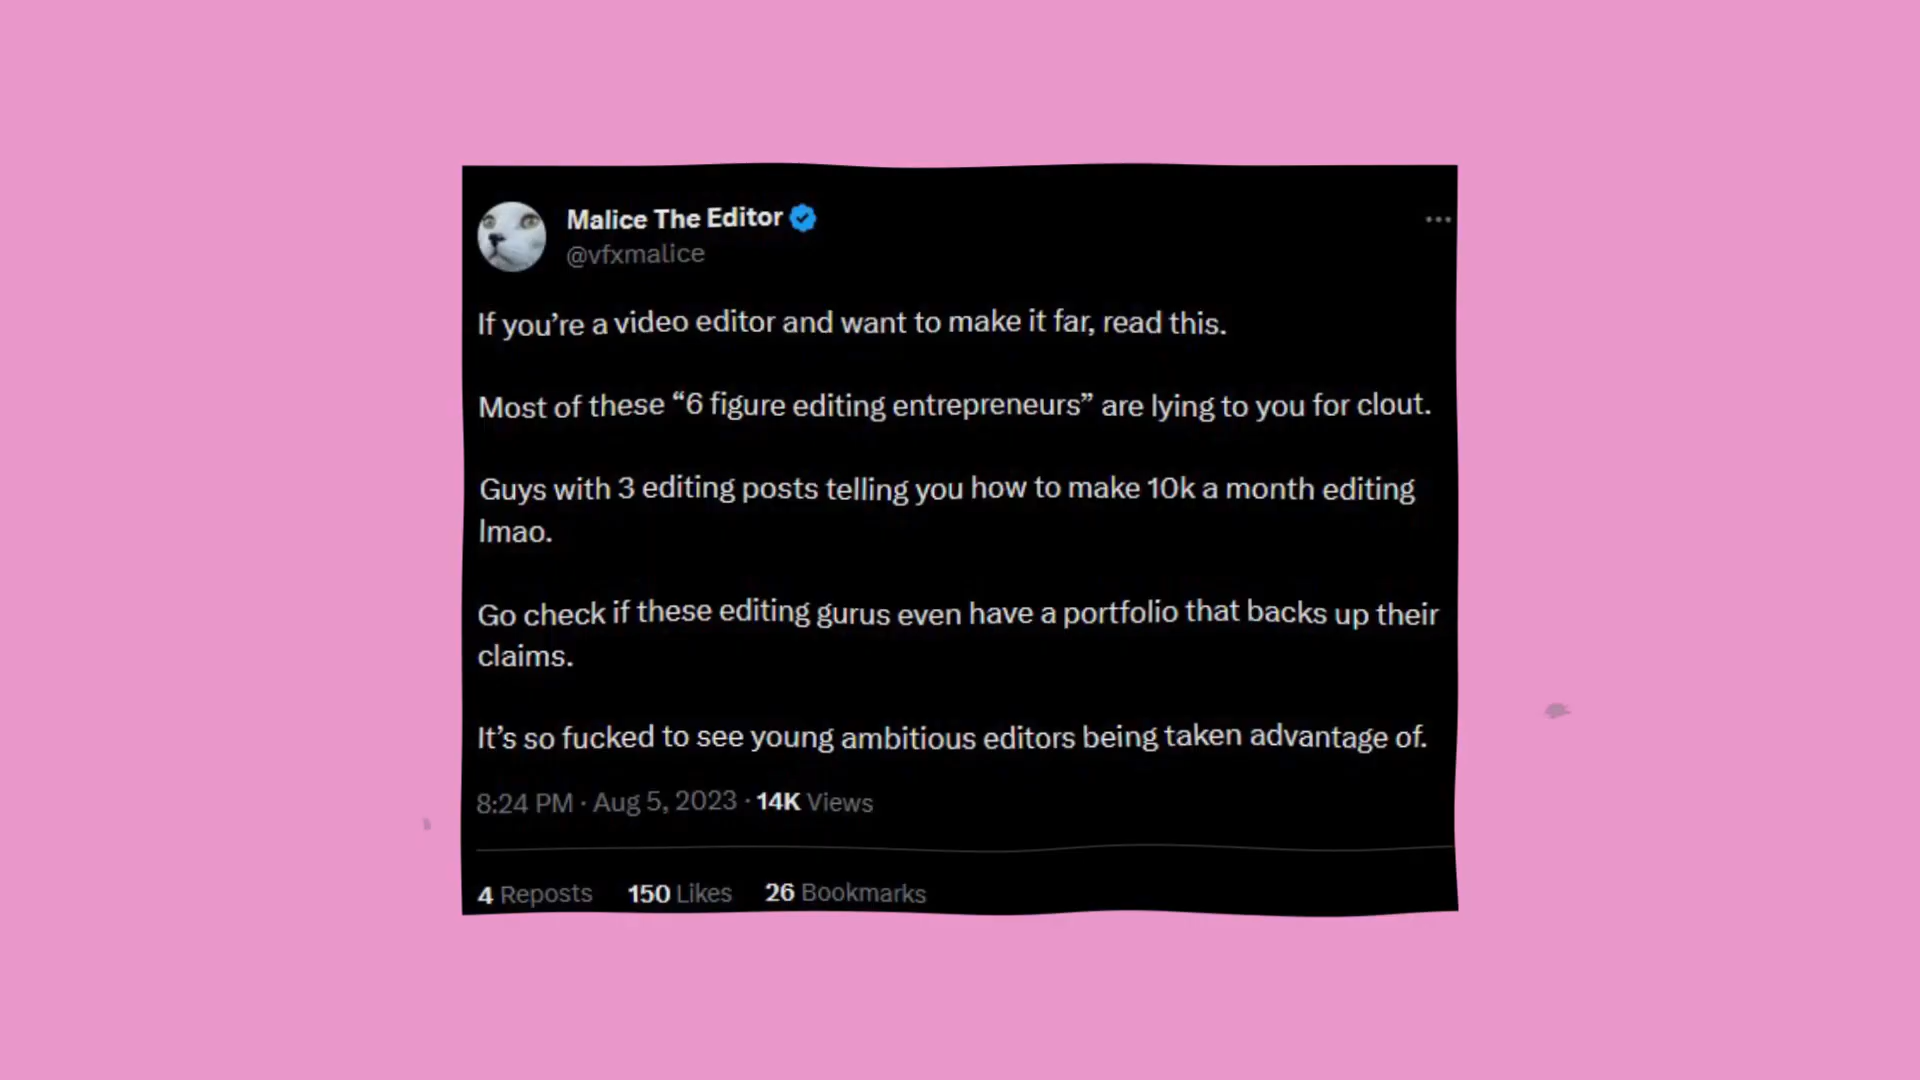 Malice The Editor
@vfxmalice
If you’re a video editor and want to make it far, read this.
Most of these “6 figure editing entrepreneurs” are lying to you for clout.
Guys with 3 editing posts telling you how to make 10k a month editing
lmao.
Go check if these editing gurus even have a portfolio that backs up their
claims.
It’s so fucked to see young ambitious editors being taken advantage of.
8:24 PM · Aug 5, 2023 · 14K Views
4 Reposts 150 Likes 26 Bookmarks